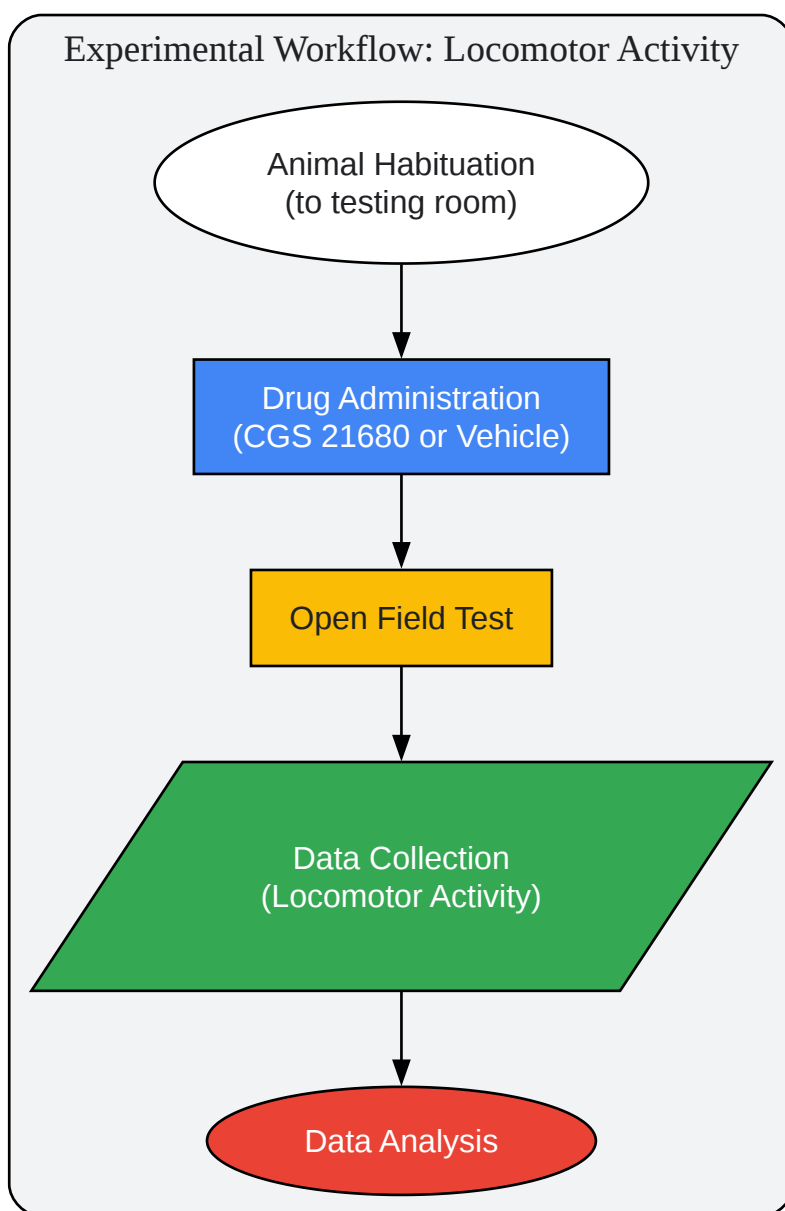 Experimental Workflow: Locomotor Activity
Animal Habituation
(to testing room)
Drug Administration
(CGS 21680 or Vehicle)
Open Field Test
Data Collection
(Locomotor Activity)
Data Analysis